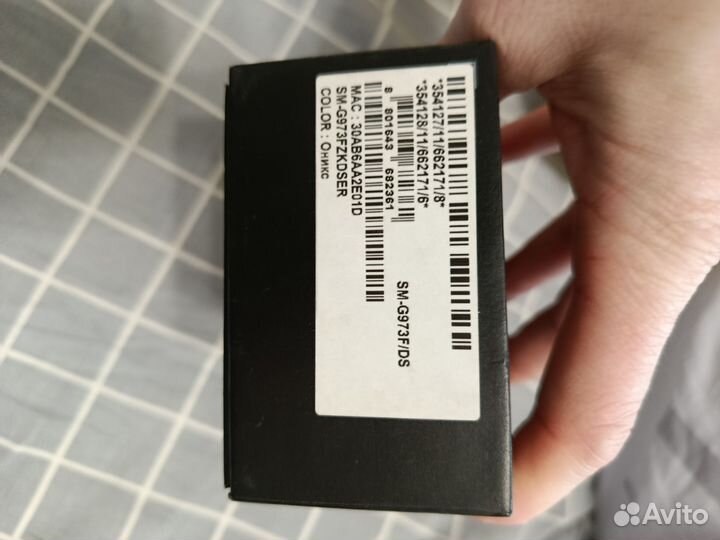 *354127/11/662171/8*
*354128/11/662171/6*
SM-G973F/DS
8 801643 682361
MAC : 30AB6AA2E01D
SM-G973FZKDSER
COLOR : Оникс
Avito